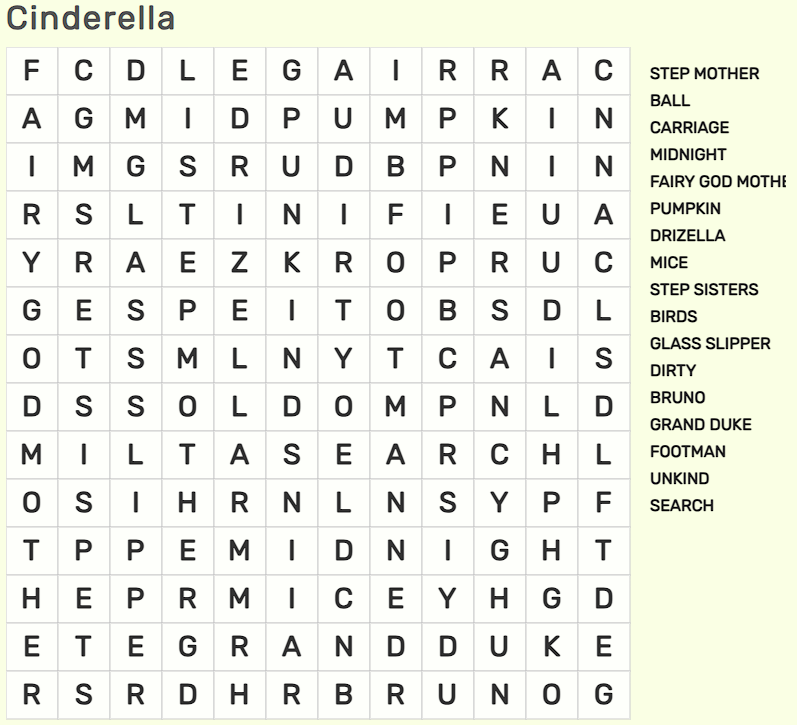 Cinderella
F C D L E G A I R R A C
A G M I D P U M P K I N
I M G S R U D B P N I N
R S L T I N I F I E U A
Y R A E Z K R O P R U C
G E S P E I T O B S D L
O T S M L N Y T C A I S
D S S O L D O M P N L D
M I L T A S E A R C H L
O S I H R N L N S Y P F
T P P E M I D N I G H T
H E P R M I C E Y H G D
E T E G R A N D D U K E
R S R D H R B R U N O G
STEP MOTHER
BALL
CARRIAGE
MIDNIGHT
FAIRY GOD MOTHE
PUMPKIN
DRIZELLA
MICE
STEP SISTERS
BIRDS
GLASS SLIPPER
DIRTY
BRUNO
GRAND DUKE
FOOTMAN
UNKIND
SEARCH